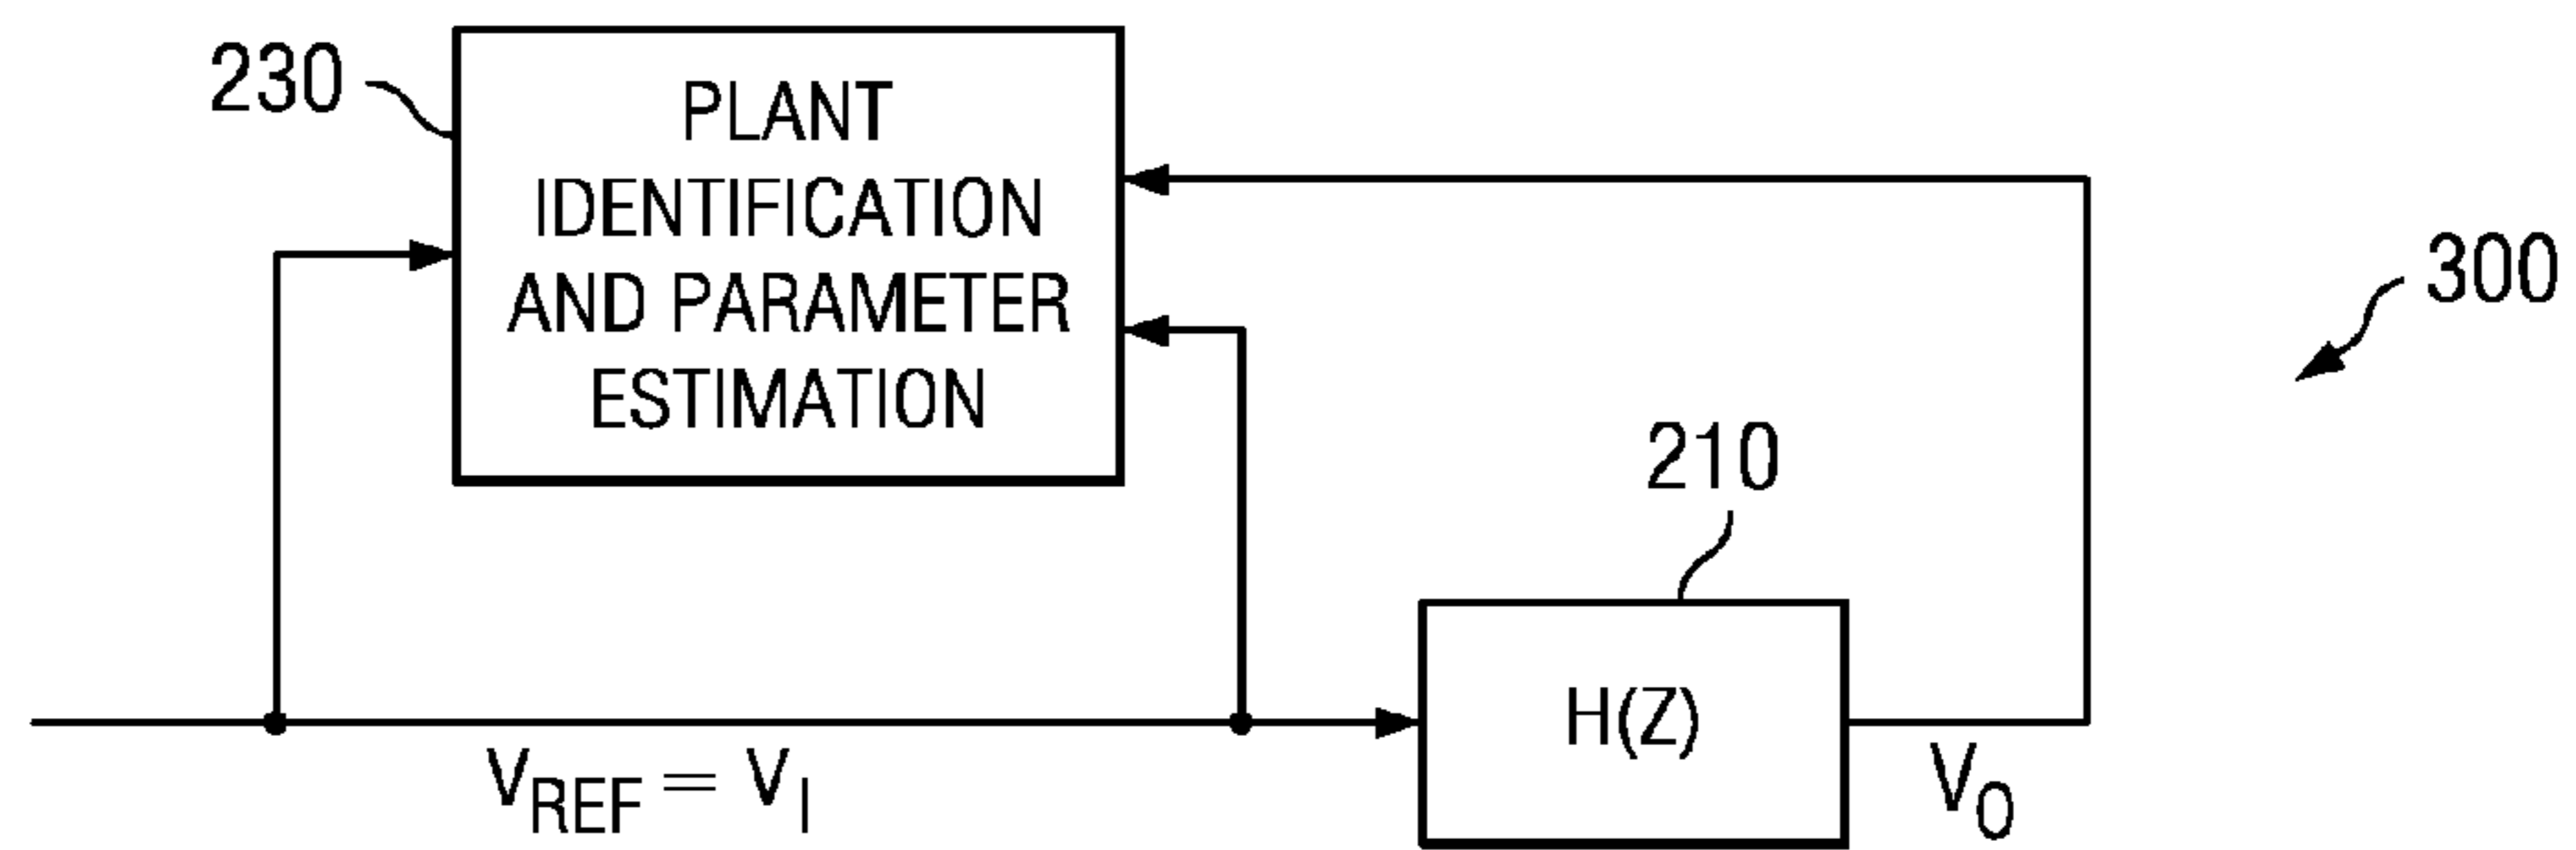 230
PLANT
IDENTIFICATION
AND PARAMETER
ESTIMATION
300
210
H(Z)
VREF = VI
VO